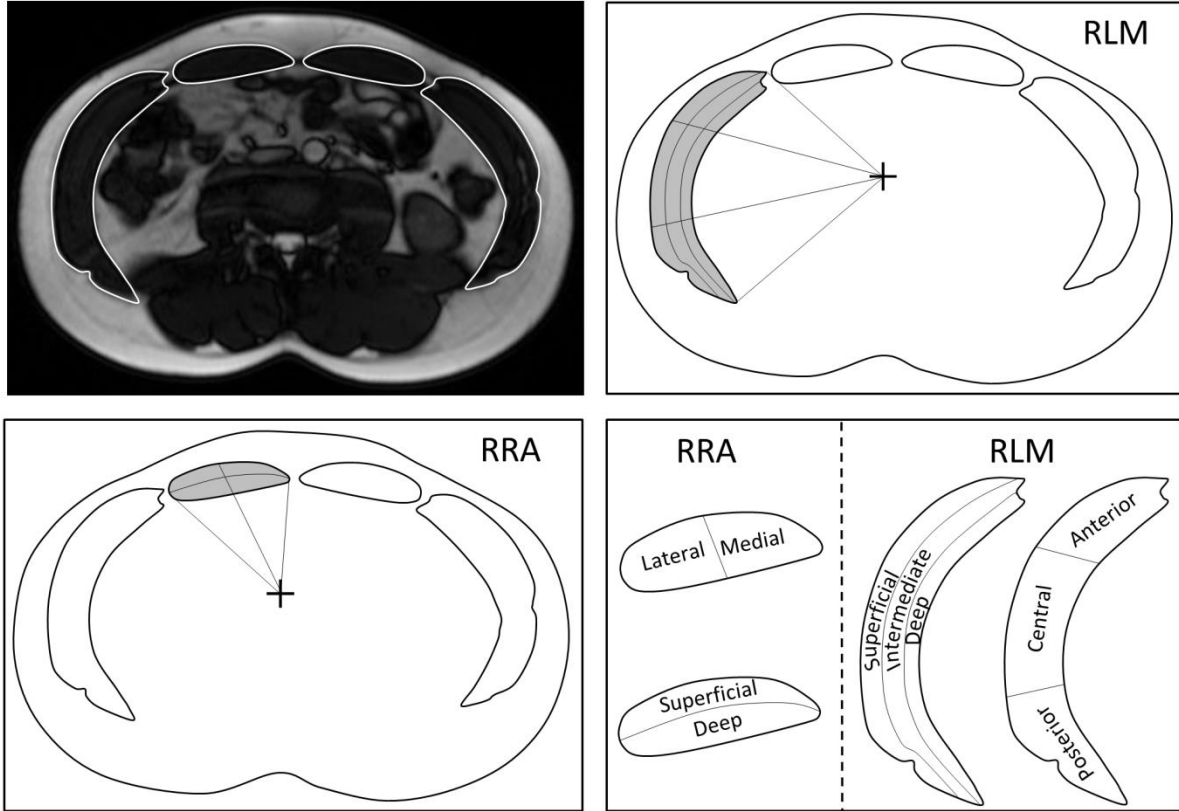 RLM
RRA
RRA
RLM
Lateral
Medial
Superficial
Deep
Superficial
Intermediate
Deep
Anterior
Central
Posterior